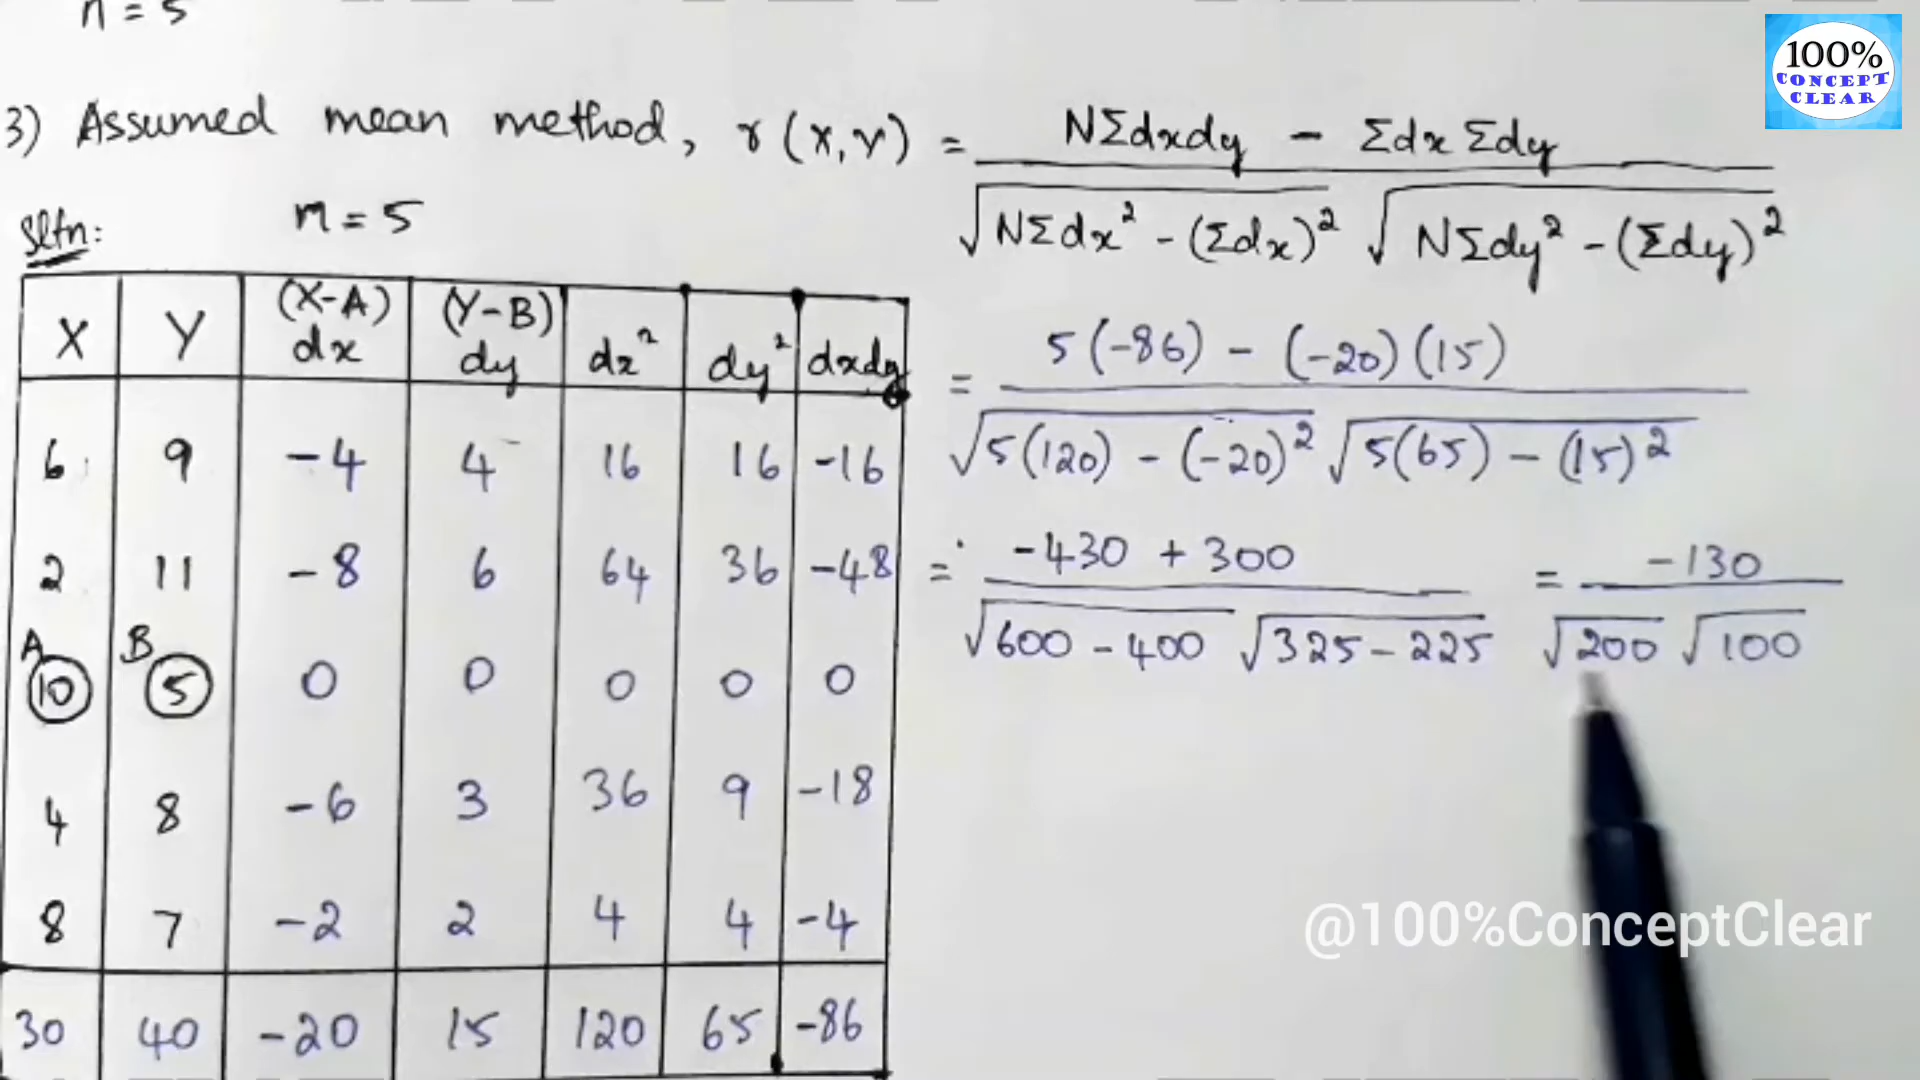 n = 5
100%
CONCEPT
CLEAR
3) Assumed mean method, r(X,Y) = NΣdxdy - Σdx Σdy / √NΣdx² - (Σdx)² √NΣdy² - (Σdy)²
Sltn: n = 5
X Y (X-A) dx (Y-B) dy dx² dy² dxdy
= 5(-86) - (-20)(15) / √5(120) - (-20)² √5(65) - (15)²
6 9 -4 4 16 16 -16
= -430 + 300 / √600 - 400 √325 - 225 = -130 / √200 √100
2 11 -8 6 64 36 -48
A 10 B 5 0 0 0 0 0
4 8 -6 3 36 9 -18
8 7 -2 2 4 4 -4
@100%ConceptClear
30 40 -20 15 120 65 -86